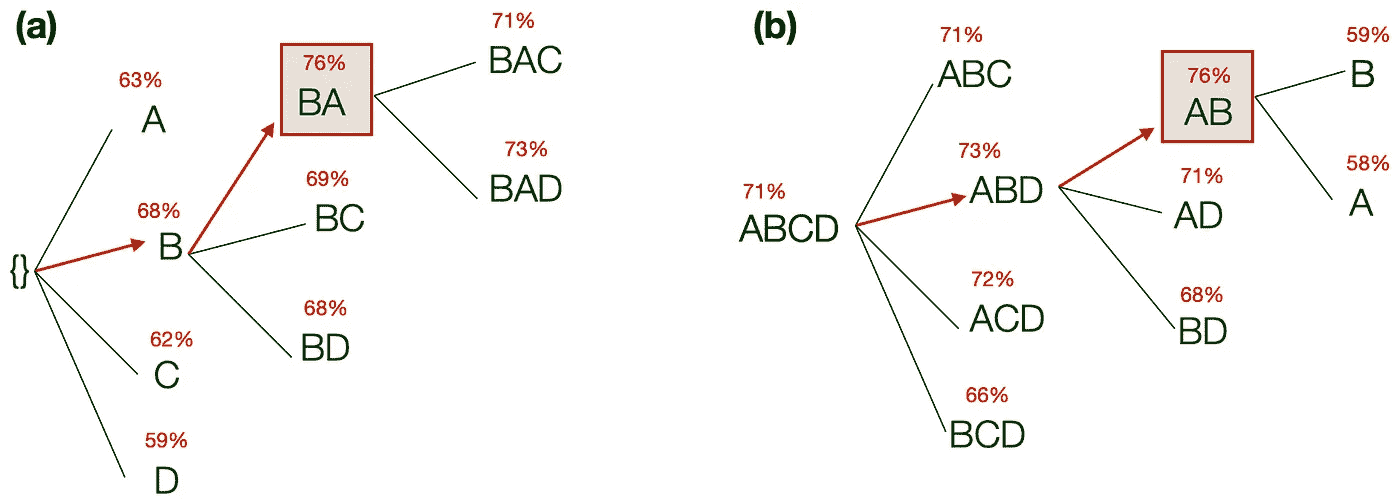 (a)
63%
A
68%
B
{}
62%
C
59%
D
76%
BA
69%
BC
68%
BD
71%
BAC
73%
BAD
(b)
71%
ABCD
71%
ABC
73%
ABD
72%
ACD
66%
BCD
76%
AB
71%
AD
68%
BD
59%
B
58%
A